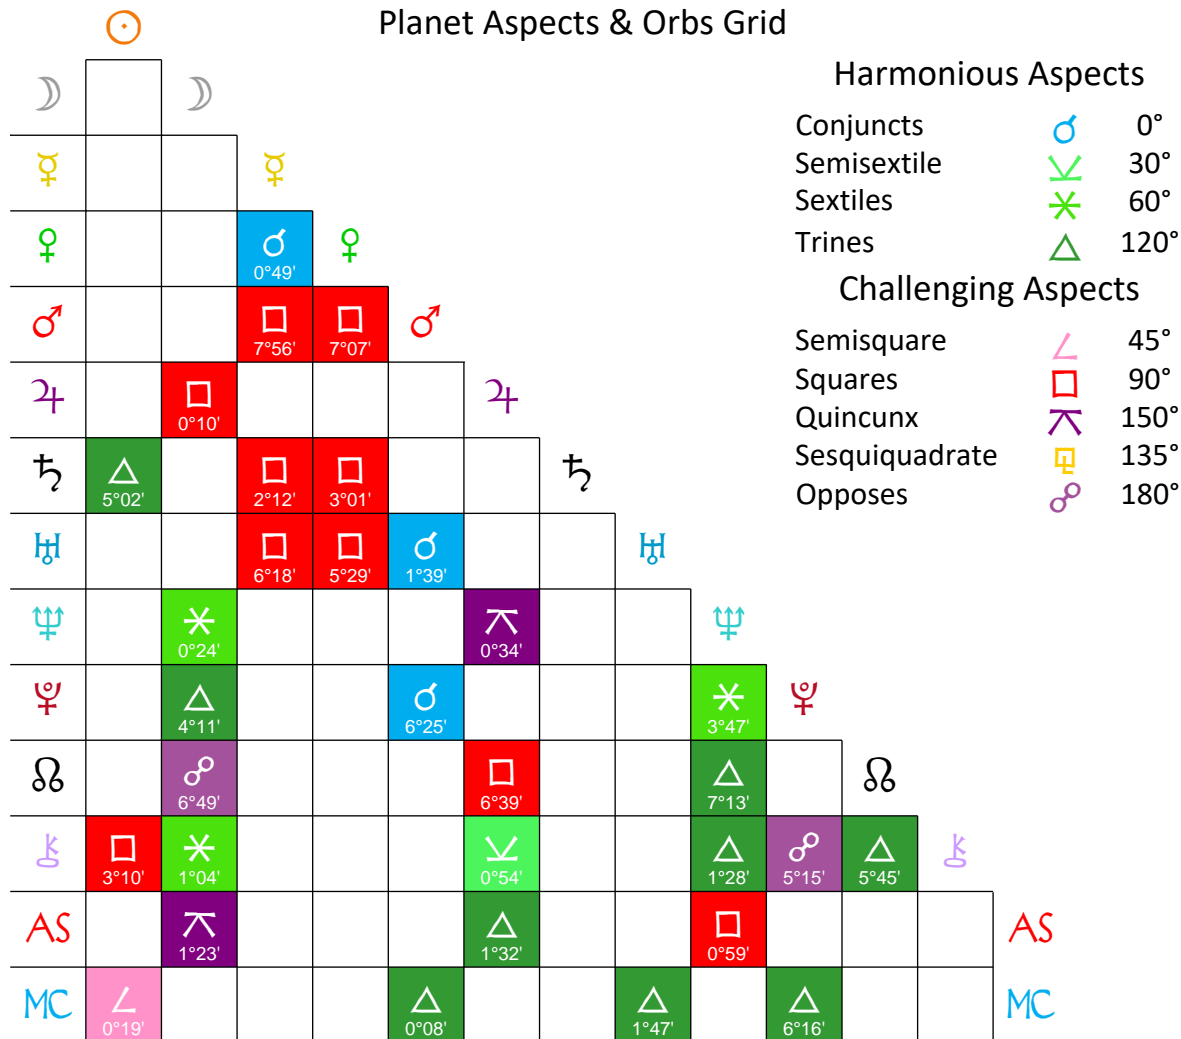 Planet Aspects & Orbs Grid
Harmonious Aspects
Conjuncts ☌ 0°
Semisextile ⚺ 30°
Sextiles ⚹ 60°
Trines △ 120°
Challenging Aspects
Semisquare ∠ 45°
Squares □ 90°
Quincunx ⚻ 150°
Sesquiquadrate ⚼ 135°
Opposes ☍ 180°
☉
☽ ☽
☿ ☿
♀ ☌ ♀
0°49'
♂ □ □ ♂
7°56' 7°07'
♃ □ ♃
0°10'
♄ △ □ □ ♄
5°02' 2°12' 3°01'
♅ □ □ ☌ ♅
6°18' 5°29' 1°39'
♆ ⚹ ⚻ ♆
0°24' 0°34'
♇ △ ☌ ⚹ ♇
4°11' 6°25' 3°47'
☊ ☍ □ △ ☊
6°49' 6°39' 7°13'
⚷ □ ⚹ ⚺ △ ☍ △ ⚷
3°10' 1°04' 0°54' 1°28' 5°15' 5°45'
AS ⚻ △ □ AS
1°23' 1°32' 0°59'
MC ∠ △ △ △ MC
0°19' 0°08' 1°47' 6°16'